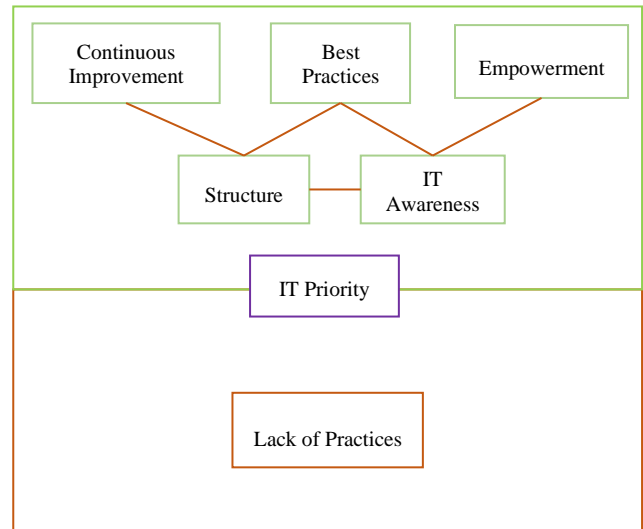 Continuous
Improvement
Best
Practices
Empowerment
Structure
IT
Awareness
IT Priority
Lack of Practices